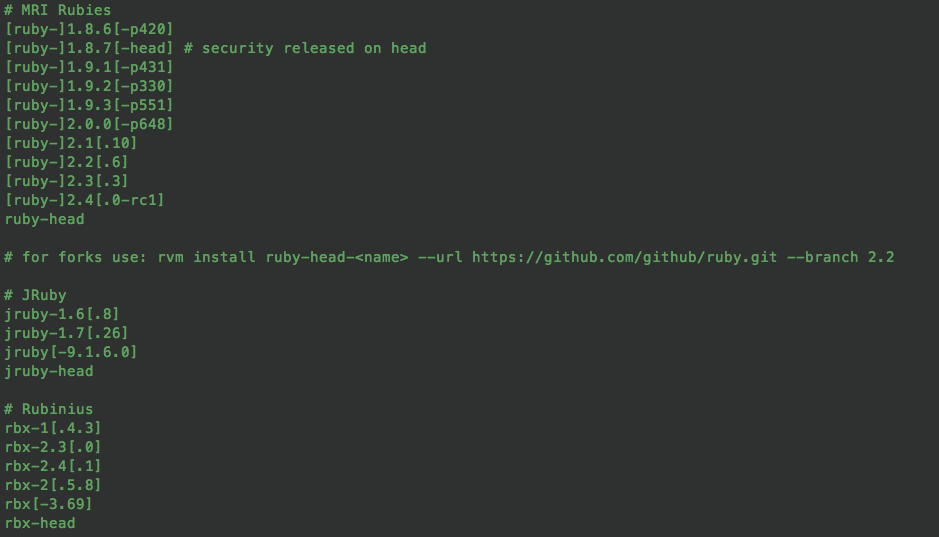 # MRI Rubies
[ruby-]1.8.6[-p420]
[ruby-]1.8.7[-head] # security released on head
[ruby-]1.9.1[-p431]
[ruby-]1.9.2[-p330]
[ruby-]1.9.3[-p551]
[ruby-]2.0.0[-p648]
[ruby-]2.1[.10]
[ruby-]2.2[.6]
[ruby-]2.3[.3]
[ruby-]2.4[.0-rc1]
ruby-head
# for forks use: rvm install ruby-head-<name> --url https://github.com/github/ruby.git --branch 2.2
# JRuby
jruby-1.6[.8]
jruby-1.7[.26]
jruby[-9.1.6.0]
jruby-head
# Rubinius
rbx-1[.4.3]
rbx-2.3[.0]
rbx-2.4[.1]
rbx-2[.5.8]
rbx[-3.69]
rbx-head